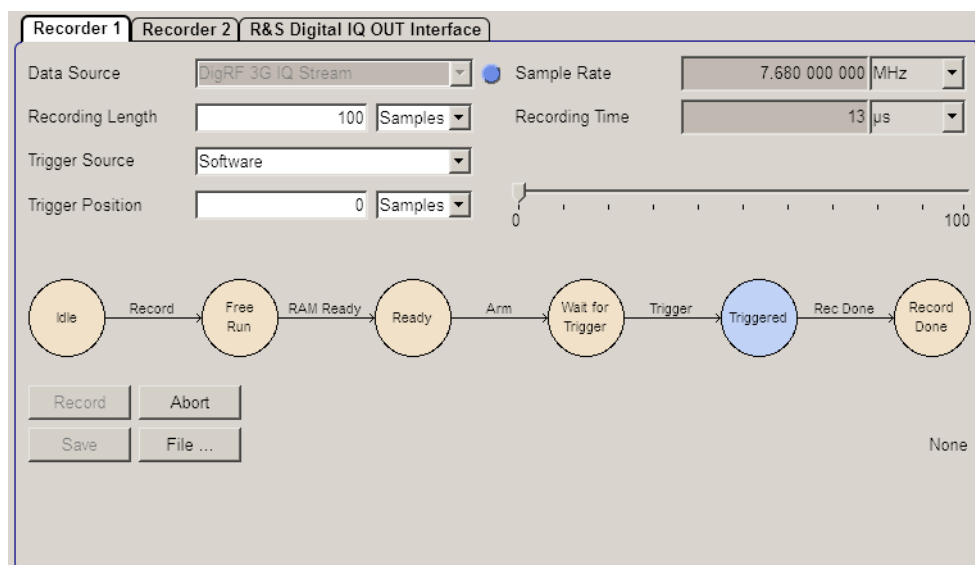 Recorder 1 Recorder 2 R&S Digital IQ OUT Interface
Data Source DigRF 3G IQ Stream Sample Rate 7.680 000 000 MHz
Recording Length 100 Samples Recording Time 13 µs
Trigger Source Software
Trigger Position 0 Samples
0 100
Idle Record Free Run RAM Ready Ready Arm Wait for Trigger Trigger Triggered Rec Done Record Done
Record Abort
Save File ... None